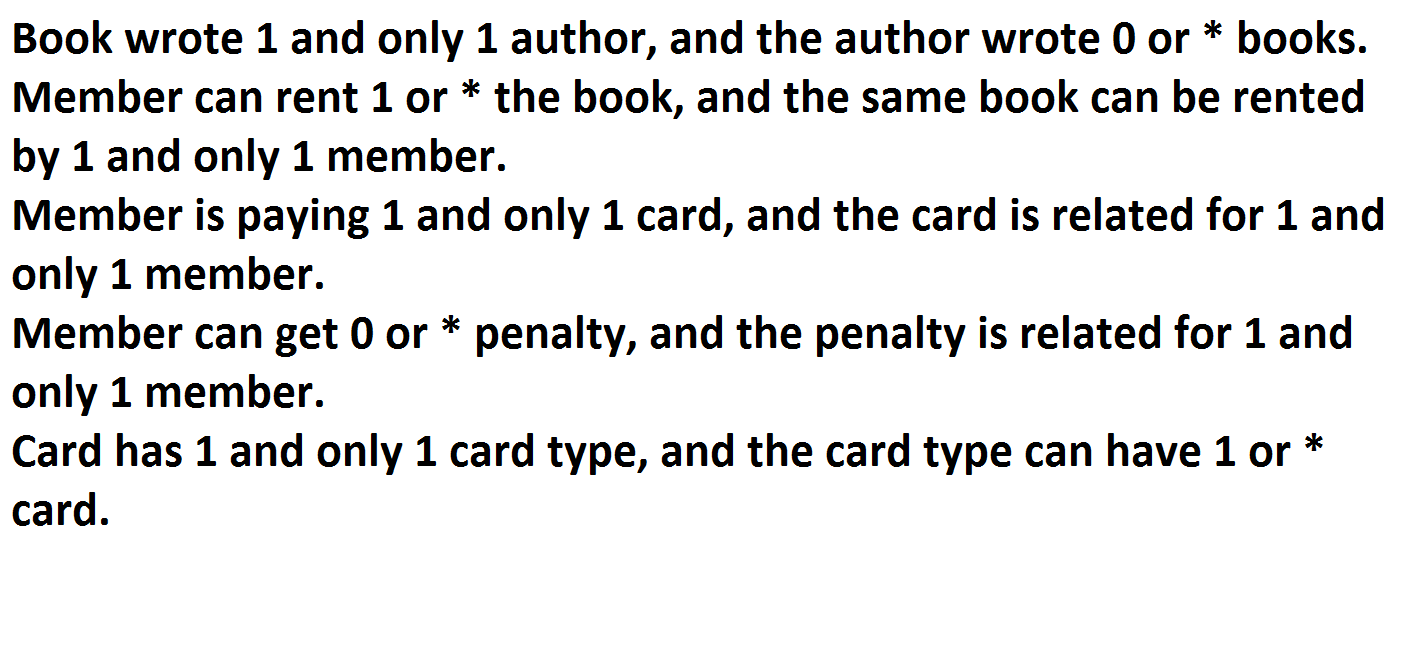 Book wrote 1 and only 1 author, and the author wrote 0 or * books.
Member can rent 1 or * the book, and the same book can be rented
by 1 and only 1 member.
Member is paying 1 and only 1 card, and the card is related for 1 and
only 1 member.
Member can get 0 or * penalty, and the penalty is related for 1 and
only 1 member.
Card has 1 and only 1 card type, and the card type can have 1 or *
card.